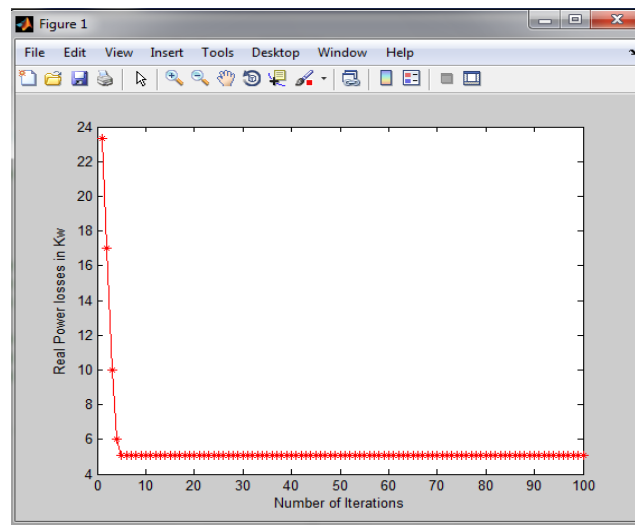 Figure 1
File Edit View Insert Tools Desktop Window Help
24
22
20
18
16
14
12
10
8
6
4
Real Power losses in Kw
0 10 20 30 40 50 60 70 80 90 100
Number of Iterations